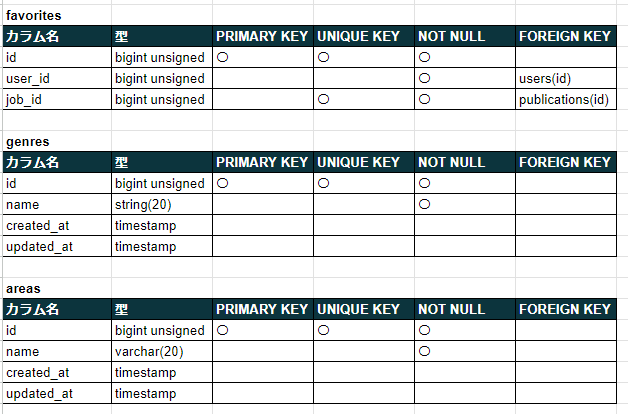 favorites
カラム名 型 PRIMARY KEY UNIQUE KEY NOT NULL FOREIGN KEY
id bigint unsigned 〇 〇 〇
user_id bigint unsigned 〇 users(id)
job_id bigint unsigned 〇 〇 publications(id)
genres
カラム名 型 PRIMARY KEY UNIQUE KEY NOT NULL FOREIGN KEY
id bigint unsigned 〇 〇 〇
name string(20) 〇
created_at timestamp
updated_at timestamp
areas
カラム名 型 PRIMARY KEY UNIQUE KEY NOT NULL FOREIGN KEY
id bigint unsigned 〇 〇 〇
name varchar(20) 〇
created_at timestamp
updated_at timestamp